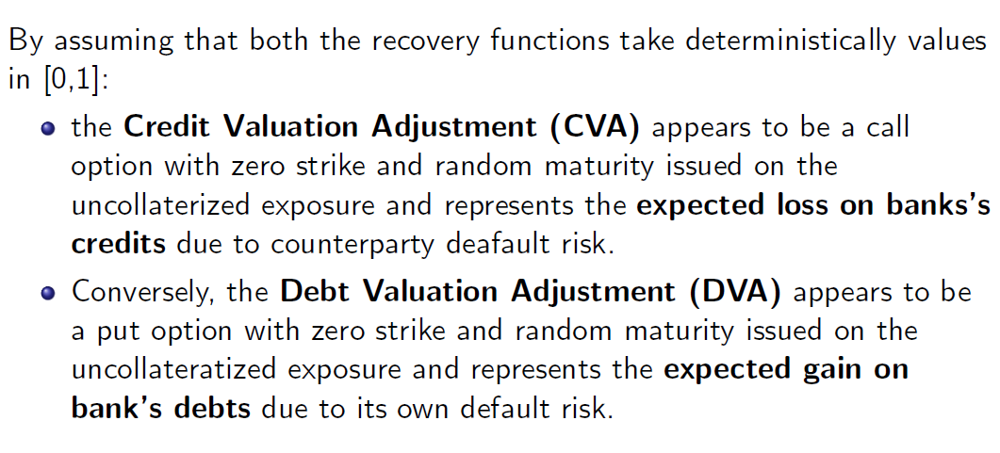 By assuming that both the recovery functions take deterministically values
in [0,1]:
the Credit Valuation Adjustment (CVA) appears to be a call
option with zero strike and random maturity issued on the
uncollaterized exposure and represents the expected loss on banks's
credits due to counterparty deafault risk.
Conversely, the Debt Valuation Adjustment (DVA) appears to be
a put option with zero strike and random maturity issued on the
uncollateratized exposure and represents the expected gain on
bank's debts due to its own default risk.